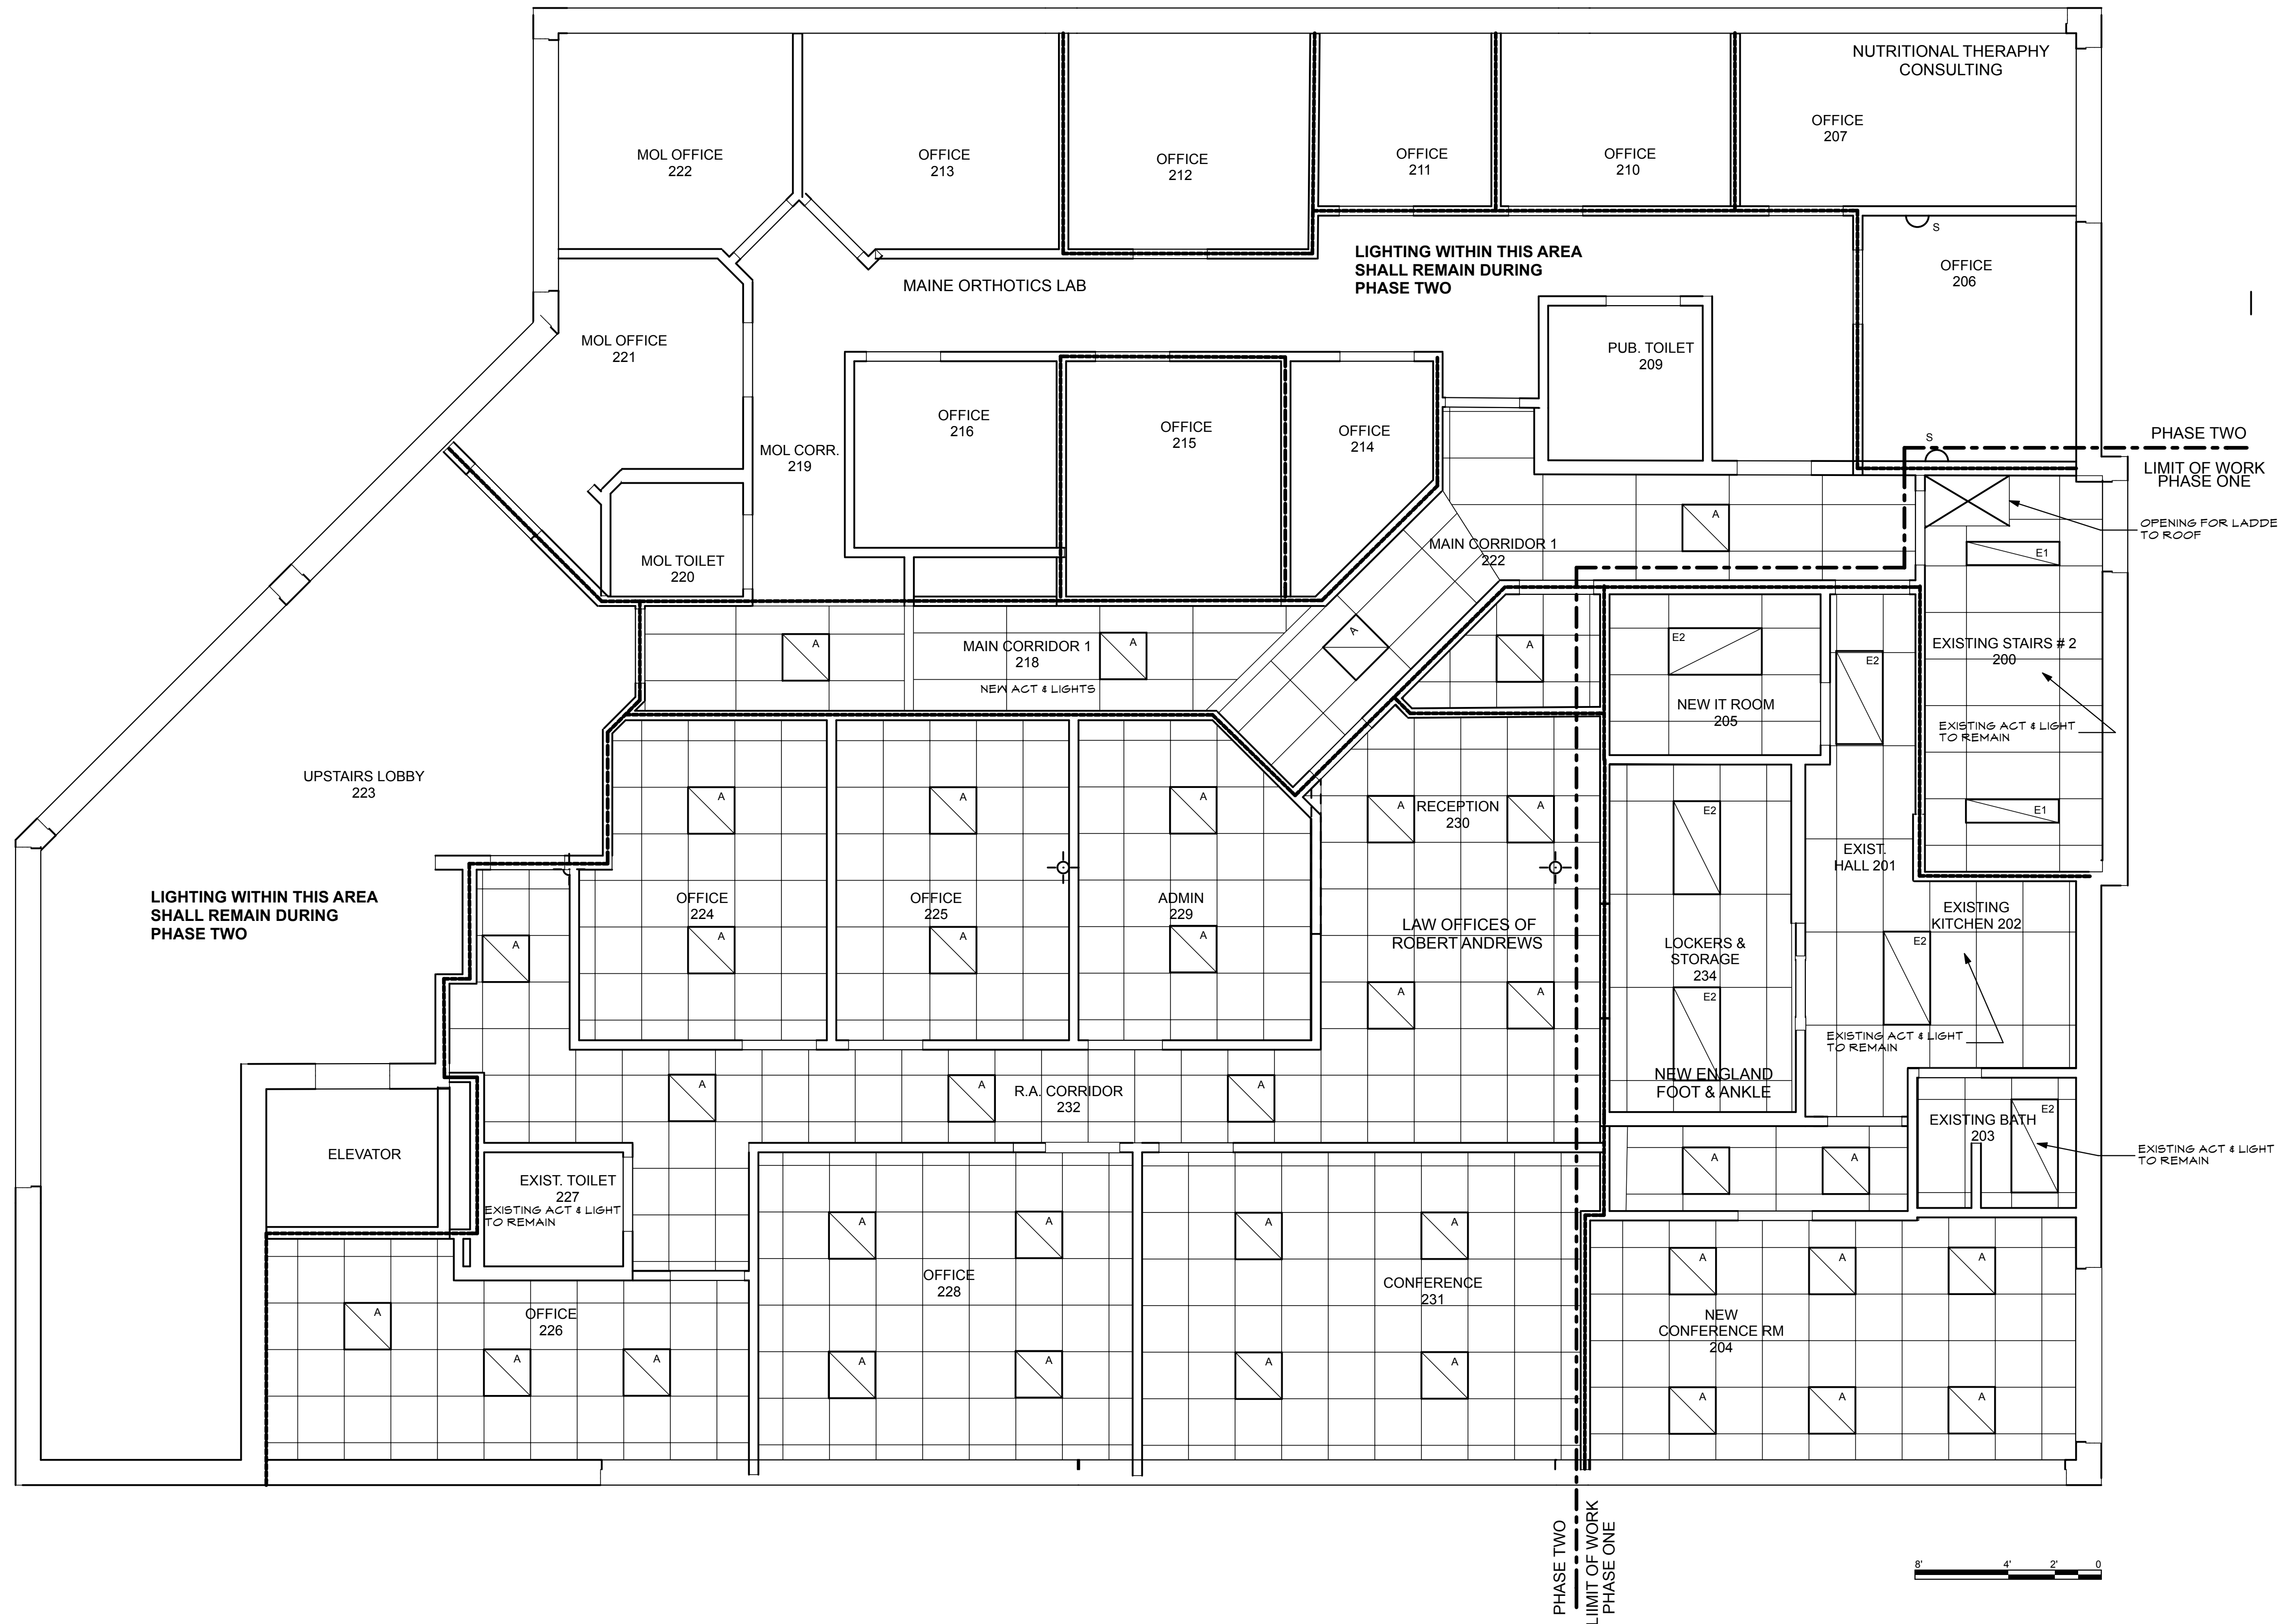 NUTRITIONAL THERAPHY
CONSULTING
OFFICE
207
MOL OFFICE
222
OFFICE
213
OFFICE
212
OFFICE
211
OFFICE
210
S
OFFICE
206
LIGHTING WITHIN THIS AREA
SHALL REMAIN DURING
PHASE TWO
MAINE ORTHOTICS LAB
MOL OFFICE
221
PUB. TOILET
209
OFFICE
216
OFFICE
215
OFFICE
214
MOL CORR.
219
S
PHASE TWO
LIMIT OF WORK
PHASE ONE
OPENING FOR LADDE
TO ROOF
A
MAIN CORRIDOR 1
222
E1
MOL TOILET
220
A
MAIN CORRIDOR 1
218
NEW ACT & LIGHTS
A
A
A
E2
NEW IT ROOM
205
E2
EXISTING STAIRS # 2
200
EXISTING ACT & LIGHT
TO REMAIN
E1
UPSTAIRS LOBBY
223
A
A
A
A
RECEPTION
230
A
E2
EXIST.
HALL 201
LIGHTING WITHIN THIS AREA
SHALL REMAIN DURING
PHASE TWO
A
OFFICE
224
A
OFFICE
225
A
ADMIN
229
A
LAW OFFICES OF
ROBERT ANDREWS
A
A
LOCKERS &
STORAGE
234
E2
EXISTING
KITCHEN 202
E2
EXISTING ACT & LIGHT
TO REMAIN
NEW ENGLAND
FOOT & ANKLE
A
A
R.A. CORRIDOR
232
A
ELEVATOR
EXIST. TOILET
227
EXISTING ACT & LIGHT
TO REMAIN
A
A
EXISTING BATH
203
E2
EXISTING ACT & LIGHT
TO REMAIN
A
OFFICE
226
A
A
A
A
OFFICE
228
A
A
A
A
CONFERENCE
231
A
A
A
A
A
NEW
CONFERENCE RM
204
A
A
A
PHASE TWO
LIIMIT OF WORK
PHASE ONE
8' 4' 2' 0